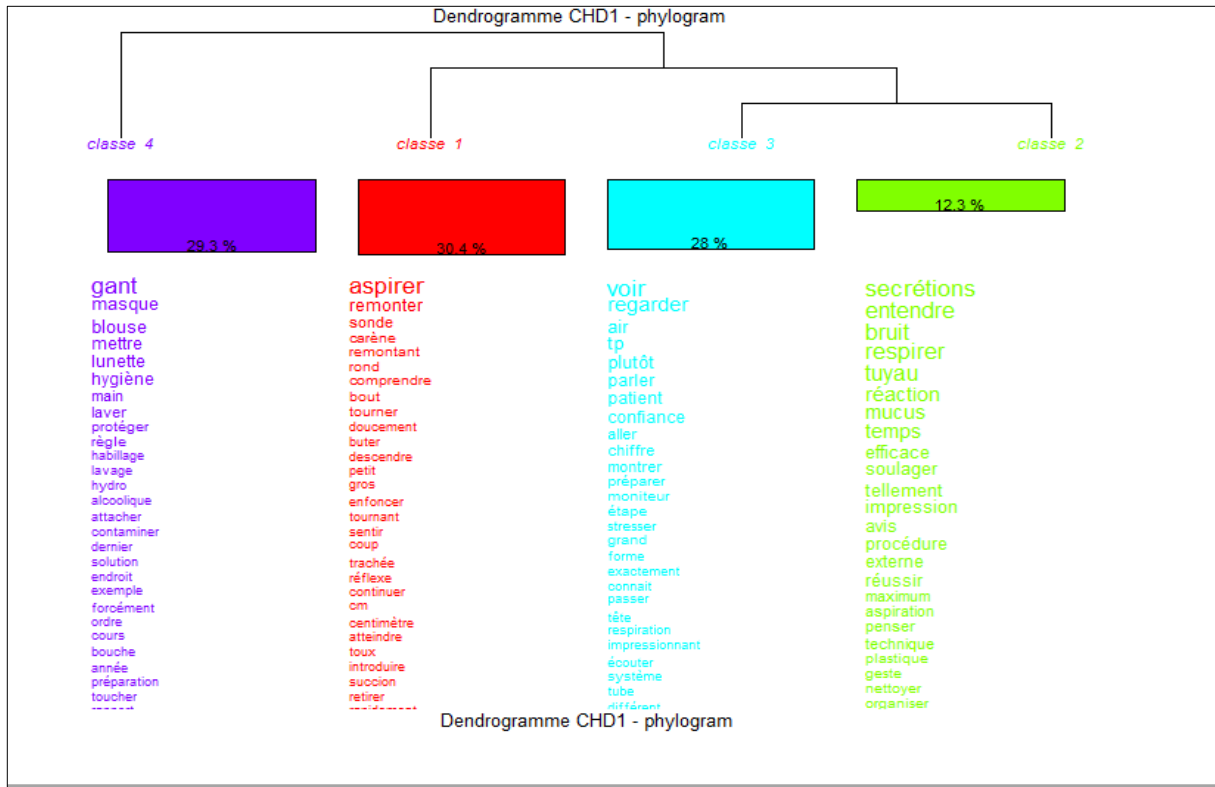 Dendrogramme CHD1 - phylogram
classe 4
classe 1
classe 3
classe 2
29.3 %
30.4 %
28 %
12.3 %
gant
masque
blouse
mettre
lunette
hygiène
main
laver
protéger
règle
habillage
lavage
hydro
alcoolique
attacher
contaminer
dernier
solution
endroit
exemple
forcément
ordre
cours
bouche
année
préparation
toucher
aspirer
remonter
sonde
carène
remontant
rond
comprendre
bout
tourner
doucement
buter
descendre
petit
gros
enfoncer
tournant
sentir
coup
trachée
réflexe
continuer
cm
centimètre
atteindre
toux
introduire
succion
retirer
voir
regarder
air
tp
plutôt
parler
patient
confiance
aller
chiffre
montrer
préparer
moniteur
étape
stresser
grand
forme
exactement
connait
passer
tête
respiration
impressionnant
écouter
système
tube
différent
secrétions
entendre
bruit
respirer
tuyau
réaction
mucus
temps
efficace
soulager
tellement
impression
avis
procédure
externe
réussir
maximum
aspiration
penser
technique
plastique
geste
nettoyer
organiser
Dendrogramme CHD1 - phylogram